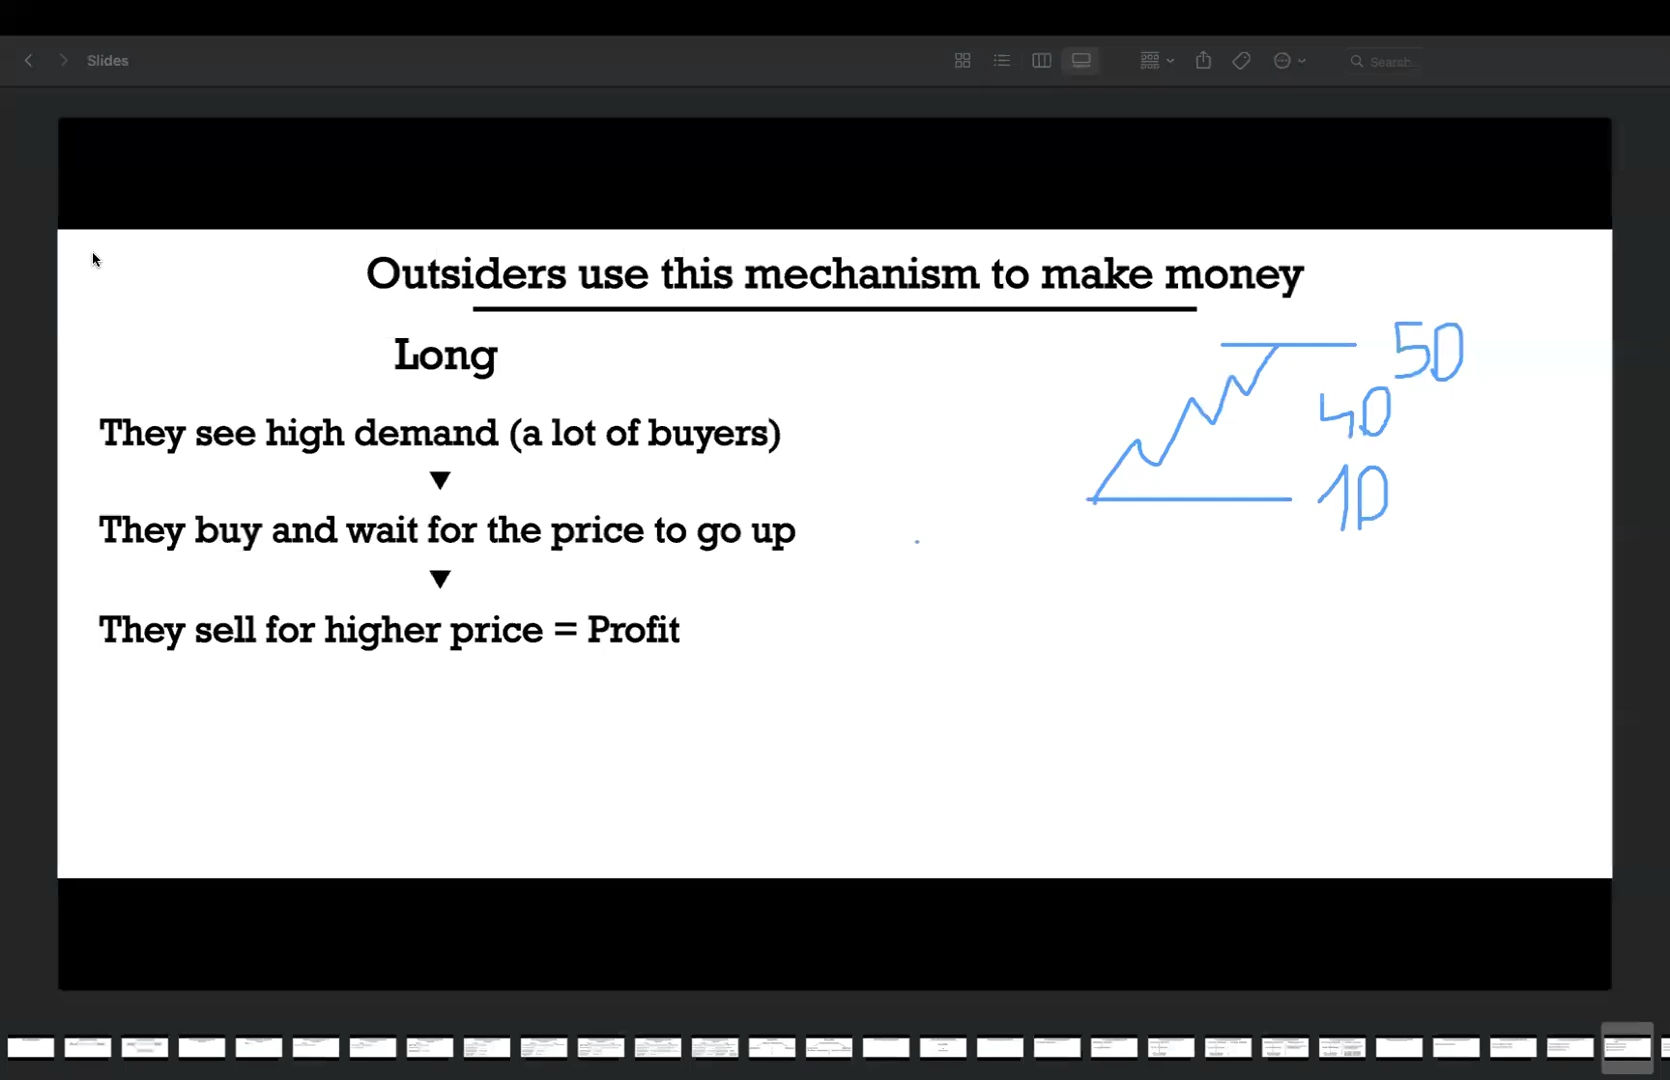 Slides
Search
Outsiders use this mechanism to make money
Long
They see high demand (a lot of buyers)
They buy and wait for the price to go up
They sell for higher price = Profit
50
40
10